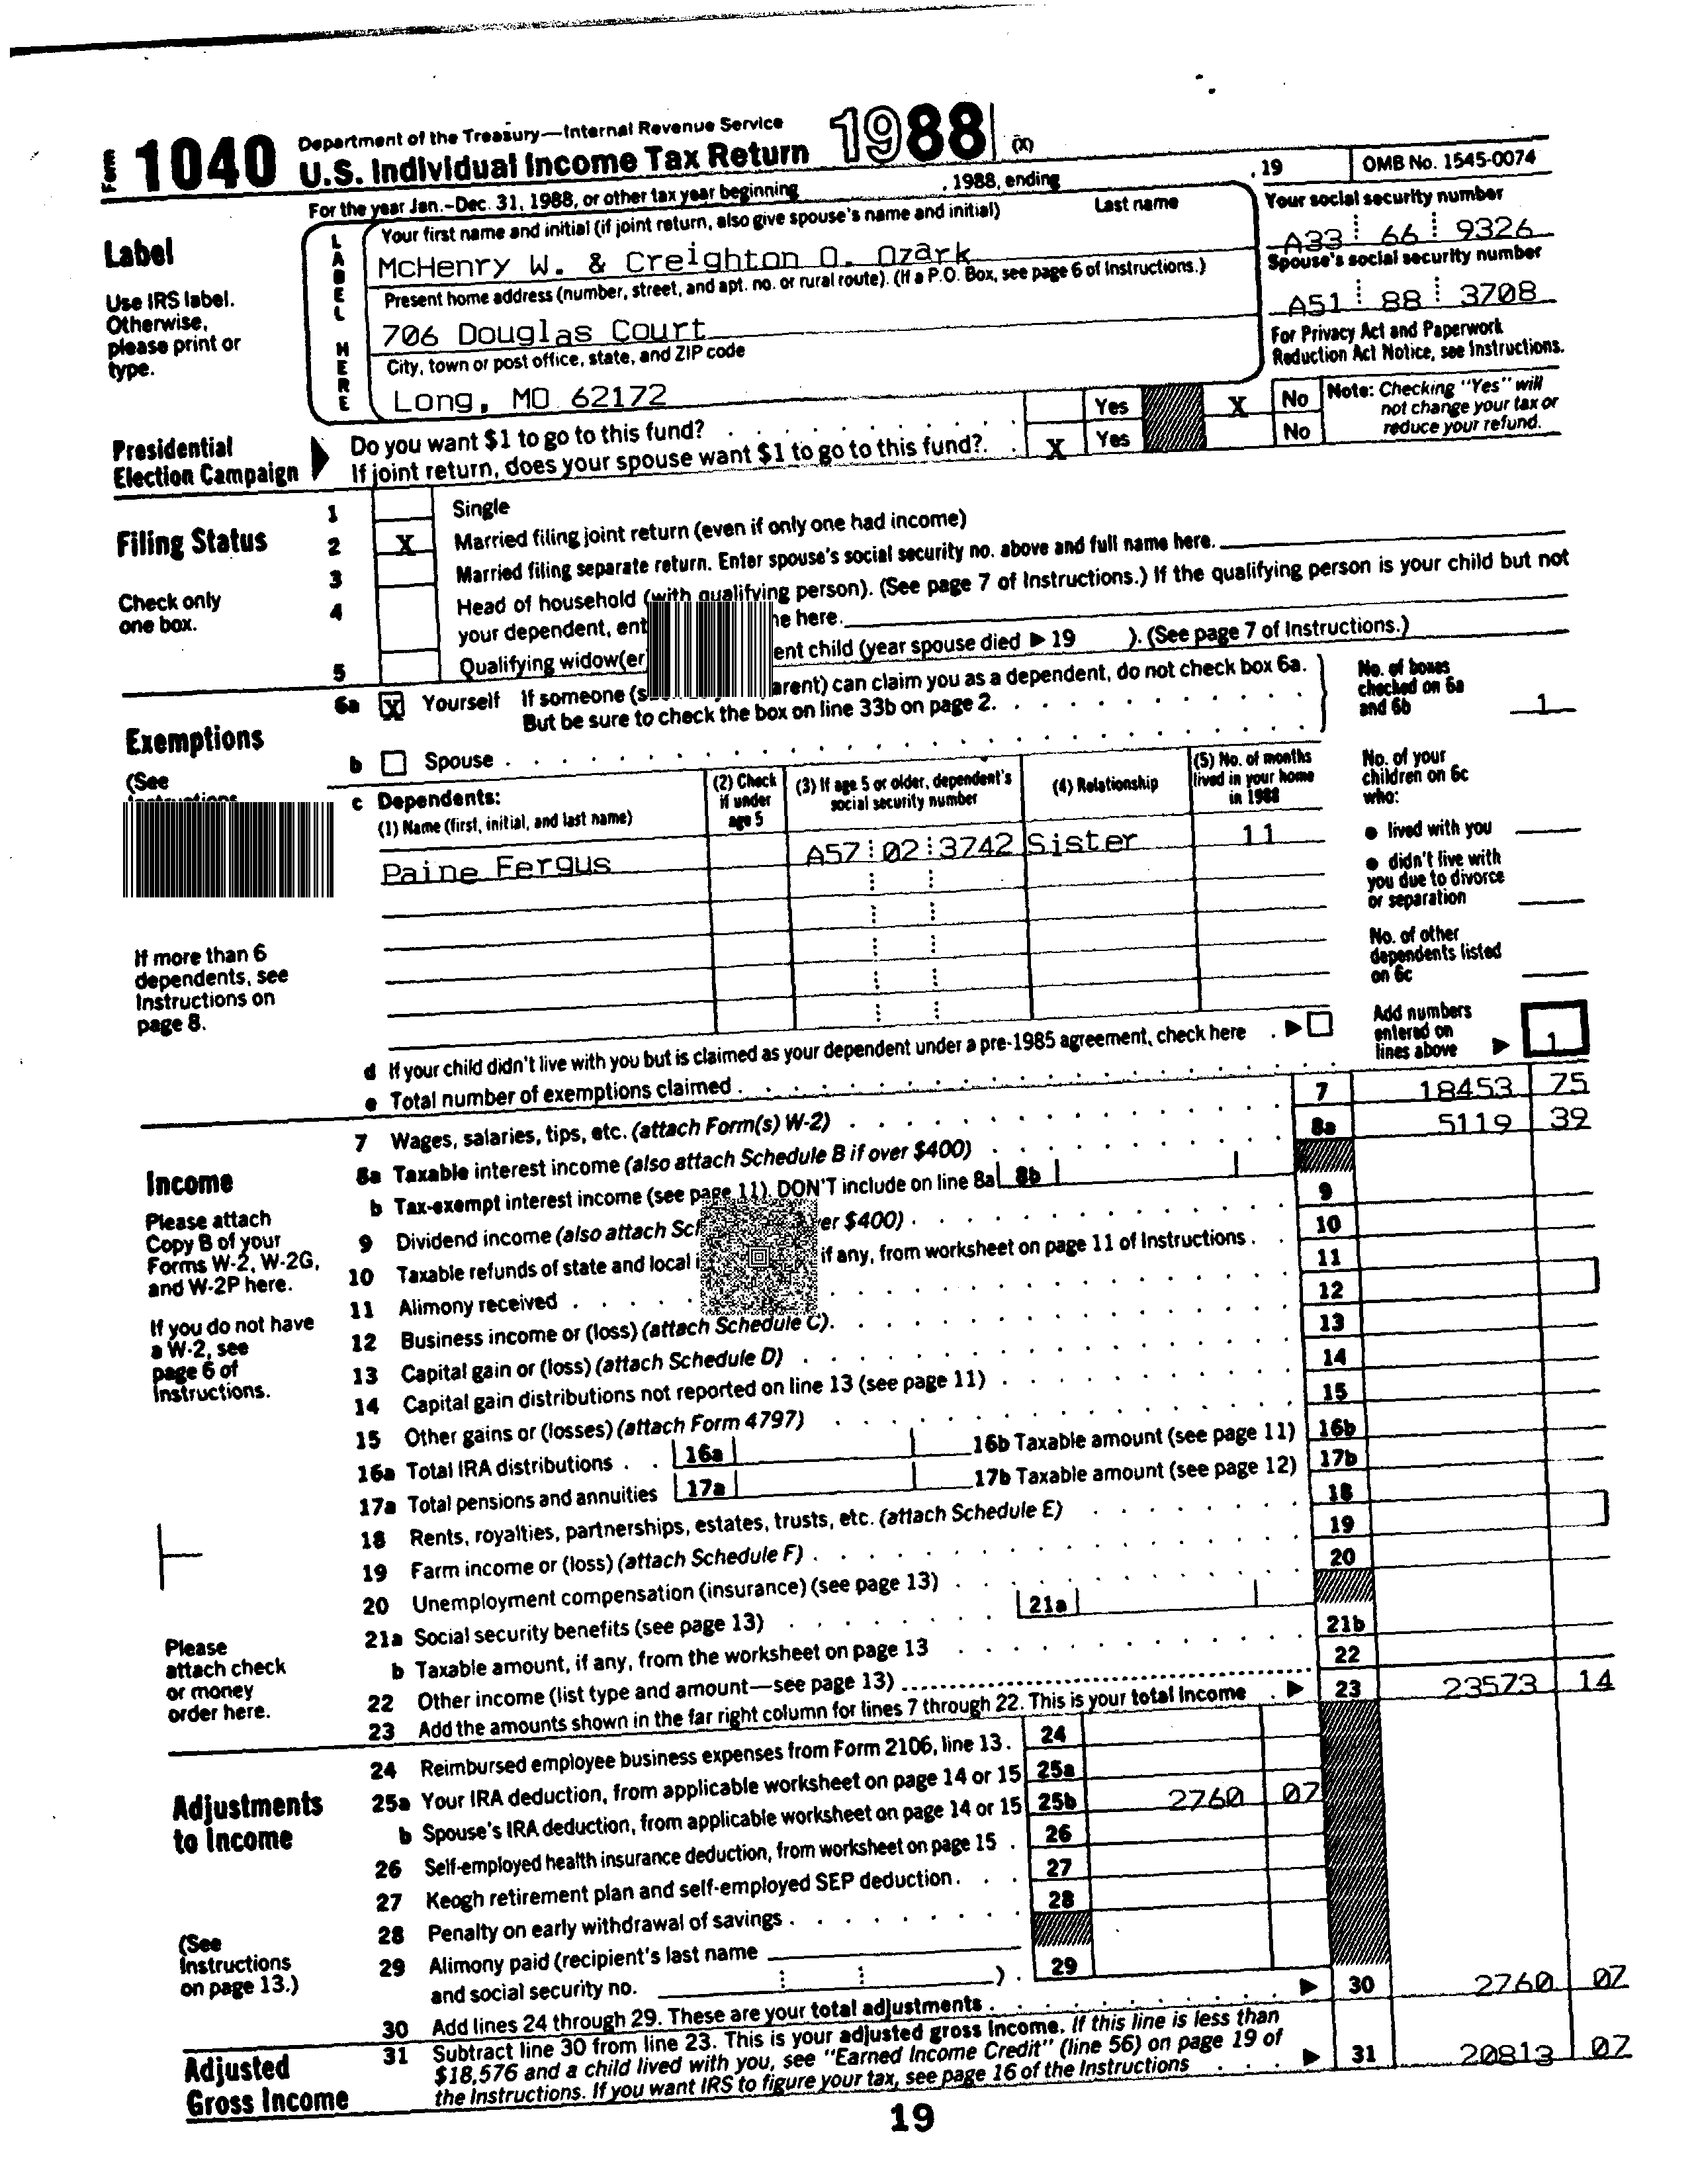 Form 1040 Department of the Treasury—Internal Revenue Service
U.S. Individual Income Tax Return 1988 (X)
For the year Jan.–Dec. 31, 1988, or other tax year beginning , 1988, ending , 19 OMB No. 1545-0074
Label
Use IRS label.
Otherwise,
please print or
type.
LABEL HERE
Your first name and initial (if joint return, also give spouse's name and initial) Last name
McHenry W. & Creighton O. Ozark
Your social security number
A33 66 9326
Present home address (number, street, and apt. no. or rural route). (If a P.O. Box, see page 6 of Instructions.)
706 Douglas Court
Spouse's social security number
A51 88 3708
City, town or post office, state, and ZIP code
Long, MO 62172
For Privacy Act and Paperwork
Reduction Act Notice, see Instructions.
Presidential
Election Campaign
Do you want $1 to go to this fund? Yes X No
If joint return, does your spouse want $1 to go to this fund? X Yes No
Note: Checking "Yes" will
not change your tax or
reduce your refund.
Filing Status
Check only
one box.
1 Single
2 X Married filing joint return (even if only one had income)
3 Married filing separate return. Enter spouse's social security no. above and full name here.
4 Head of household (with qualifying person). (See page 7 of Instructions.) If the qualifying person is your child but not
your dependent, ent he here.
5 Qualifying widow(er) ent child (year spouse died ▶ 19 ). (See page 7 of Instructions.)
Exemptions
(See
6a X Yourself If someone (s arent) can claim you as a dependent, do not check box 6a.
But be sure to check the box on line 33b on page 2.
b Spouse
No. of boxes
checked on 6a
and 6b 1
c Dependents:
(1) Name (first, initial, and last name)
(2) Check
if under
age 5
(3) If age 5 or older, dependent's
social security number
(4) Relationship
(5) No. of months
lived in your home
in 1988
Paine Fergus A57 02 3742 Sister 11
No. of your
children on 6c
who:
● lived with you
● didn't live with
you due to divorce
or separation
No. of other
dependents listed
on 6c
If more than 6
dependents, see
Instructions on
page 8.
d If your child didn't live with you but is claimed as your dependent under a pre-1985 agreement, check here ▶
e Total number of exemptions claimed
Add numbers
entered on
lines above ▶ 1
Income
Please attach
Copy B of your
Forms W-2, W-2G,
and W-2P here.
If you do not have
a W-2, see
page 6 of
Instructions.
7 Wages, salaries, tips, etc. (attach Form(s) W-2) 7 18453 75
8a Taxable interest income (also attach Schedule B if over $400) 8a 5119 39
b Tax-exempt interest income (see page 11). DON'T include on line 8a 8b
9 Dividend income (also attach Sch er $400) 9
10 Taxable refunds of state and local i if any, from worksheet on page 11 of Instructions 10
11 Alimony received 11
12 Business income or (loss) (attach Schedule C) 12
13 Capital gain or (loss) (attach Schedule D) 13
14 Capital gain distributions not reported on line 13 (see page 11) 14
15 Other gains or (losses) (attach Form 4797) 15
16a Total IRA distributions 16a 16b Taxable amount (see page 11) 16b
17a Total pensions and annuities 17a 17b Taxable amount (see page 12) 17b
18 Rents, royalties, partnerships, estates, trusts, etc. (attach Schedule E) 18
19 Farm income or (loss) (attach Schedule F) 19
20 Unemployment compensation (insurance) (see page 13) 20
21a Social security benefits (see page 13) 21a
b Taxable amount, if any, from the worksheet on page 13 21b
22 Other income (list type and amount—see page 13) 22
23 Add the amounts shown in the far right column for lines 7 through 22. This is your total income ▶ 23 23573 14
Please
attach check
or money
order here.
Adjustments
to Income
(See
Instructions
on page 13.)
24 Reimbursed employee business expenses from Form 2106, line 13. 24
25a Your IRA deduction, from applicable worksheet on page 14 or 15 25a
b Spouse's IRA deduction, from applicable worksheet on page 14 or 15 25b 2760 07
26 Self-employed health insurance deduction, from worksheet on page 15 26
27 Keogh retirement plan and self-employed SEP deduction 27
28 Penalty on early withdrawal of savings 28
29 Alimony paid (recipient's last name
and social security no. ) 29
30 Add lines 24 through 29. These are your total adjustments ▶ 30 2760 07
Adjusted
Gross Income
31 Subtract line 30 from line 23. This is your adjusted gross income. If this line is less than
$18,576 and a child lived with you, see "Earned Income Credit" (line 56) on page 19 of
the Instructions. If you want IRS to figure your tax, see page 16 of the Instructions ▶ 31 20813 07
19